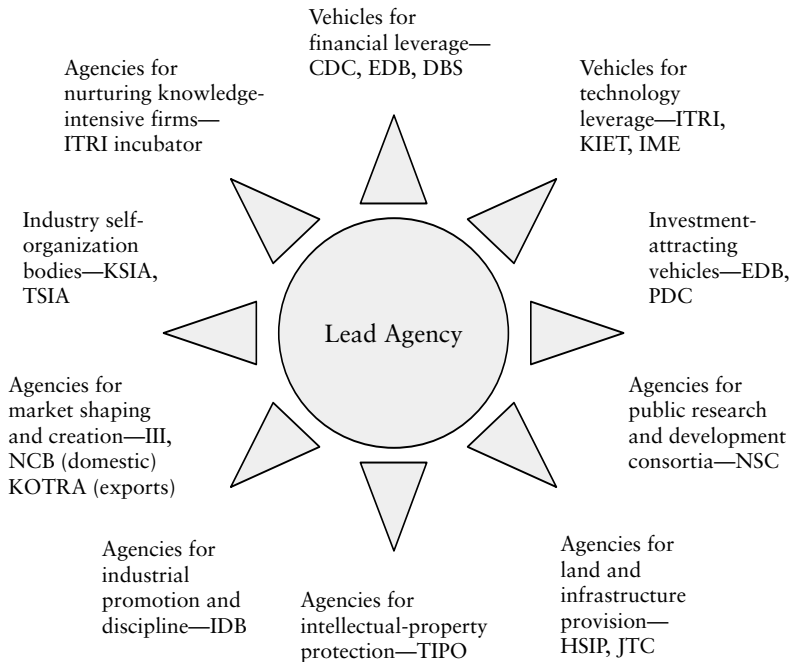 Vehicles for
financial leverage—
CDC, EDB, DBS
Agencies for
nurturing knowledge-
intensive firms—
ITRI incubator
Vehicles for
technology
leverage—ITRI,
KIET, IME
Industry self-
organization
bodies—KSIA,
TSIA
Investment-
attracting
vehicles—EDB,
PDC
Lead Agency
Agencies for
market shaping
and creation—III,
NCB (domestic)
KOTRA (exports)
Agencies for
public research
and development
consortia—NSC
Agencies for
industrial
promotion and
discipline—IDB
Agencies for
intellectual-property
protection—TIPO
Agencies for
land and
infrastructure
provision—
HSIP, JTC